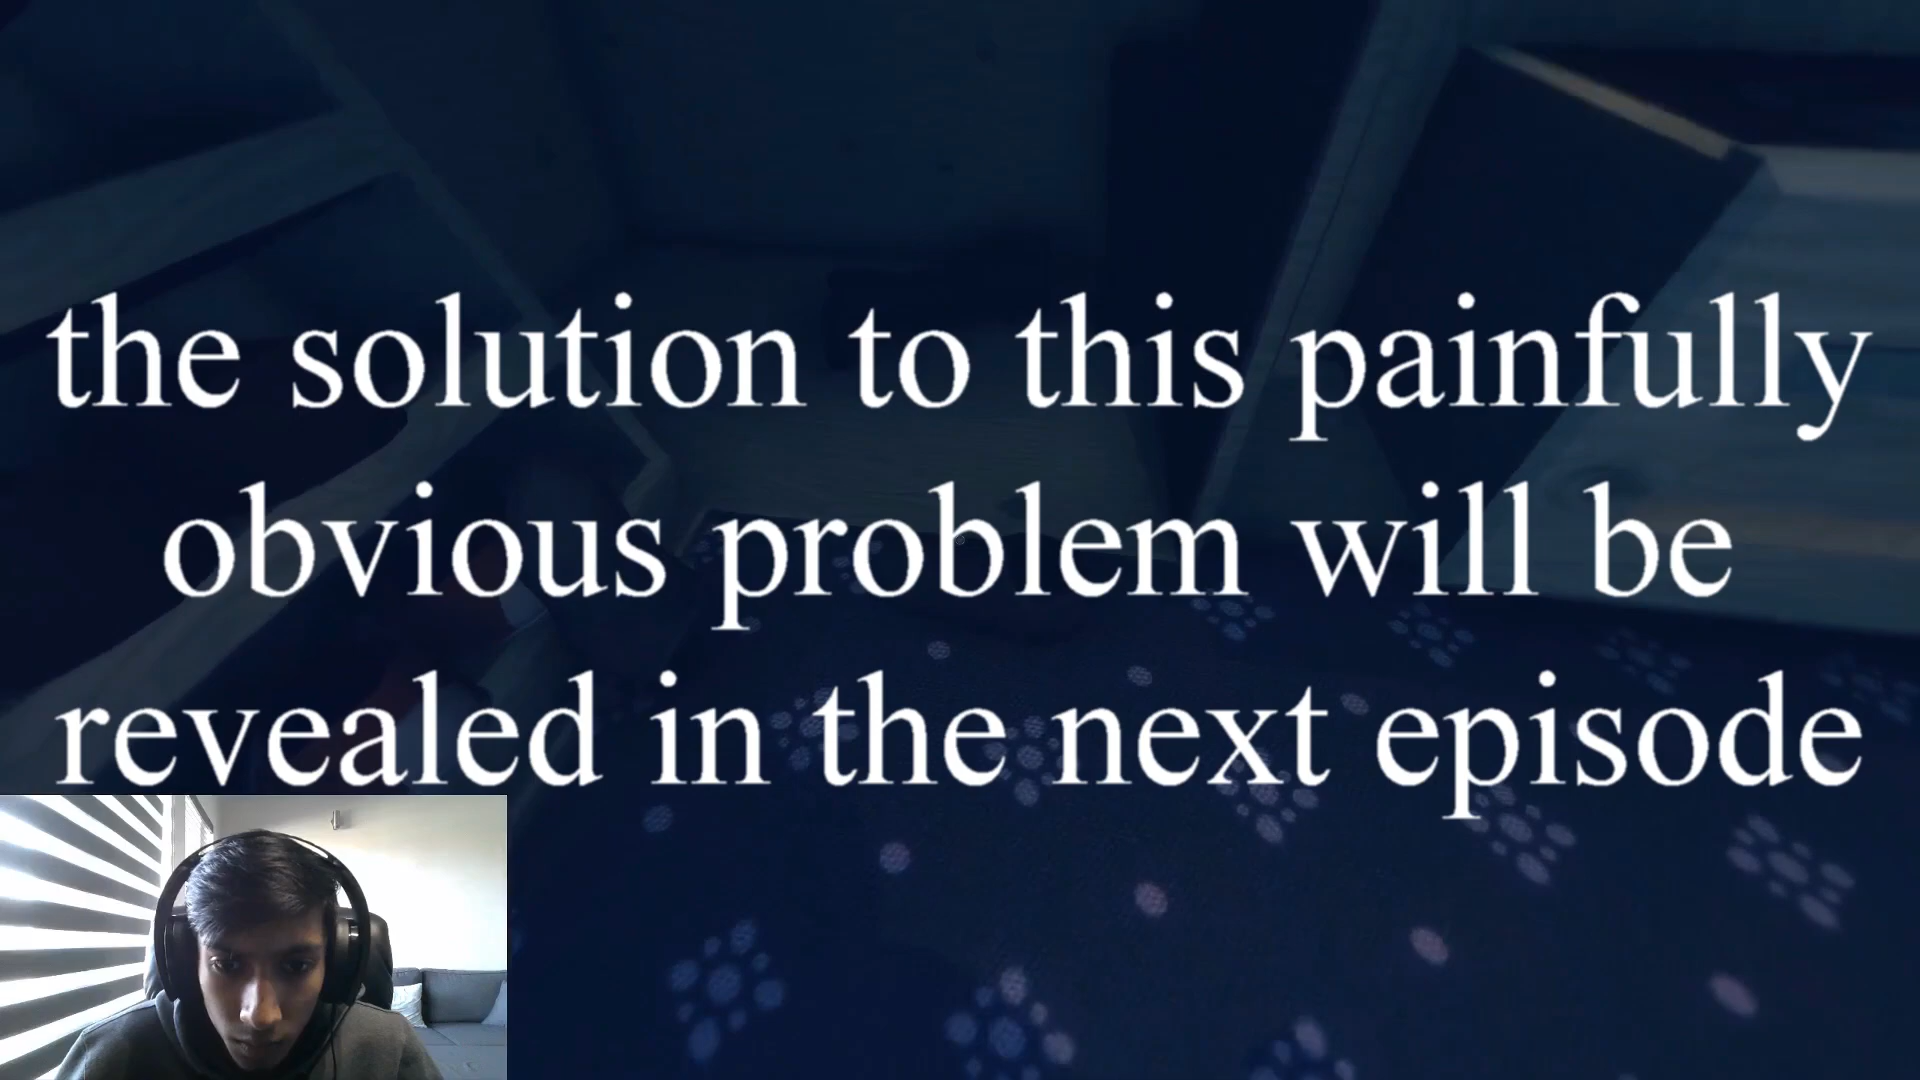 the solution to this painfully
obvious problem will be
revealed in the next episode